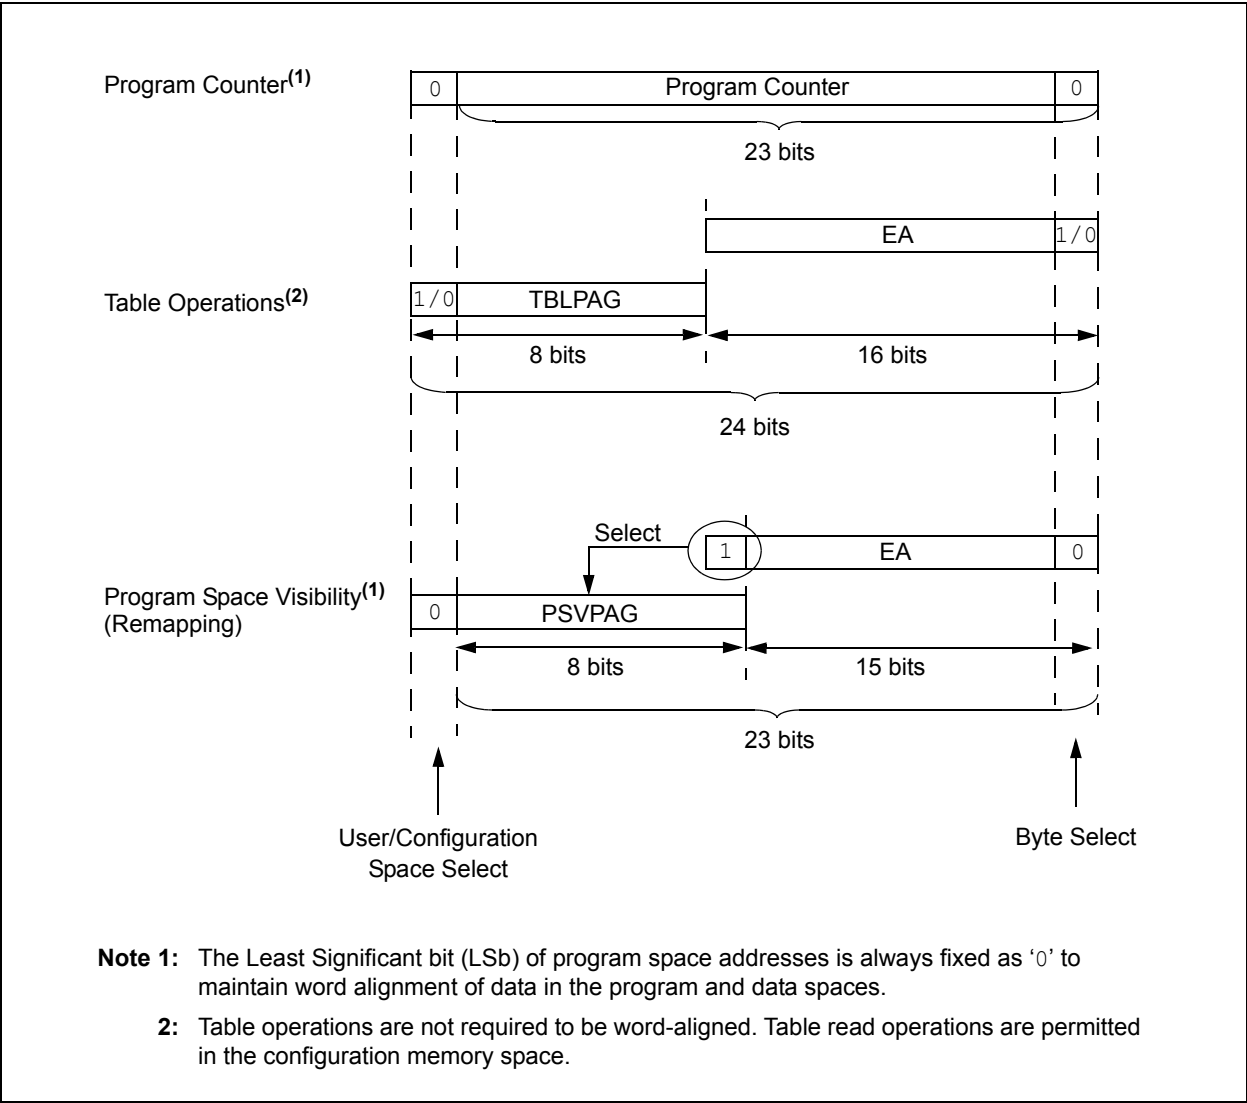 Program Counter(1)
0
Program Counter
0
23 bits
EA
1/0
Table Operations(2)
1/0
TBLPAG
8 bits
16 bits
24 bits
Select
1
EA
0
Program Space Visibility(1)
(Remapping)
0
PSVPAG
8 bits
15 bits
23 bits
User/Configuration
Space Select
Byte Select
Note 1: The Least Significant bit (LSb) of program space addresses is always fixed as ‘0’ to
maintain word alignment of data in the program and data spaces.
2: Table operations are not required to be word-aligned. Table read operations are permitted
in the configuration memory space.